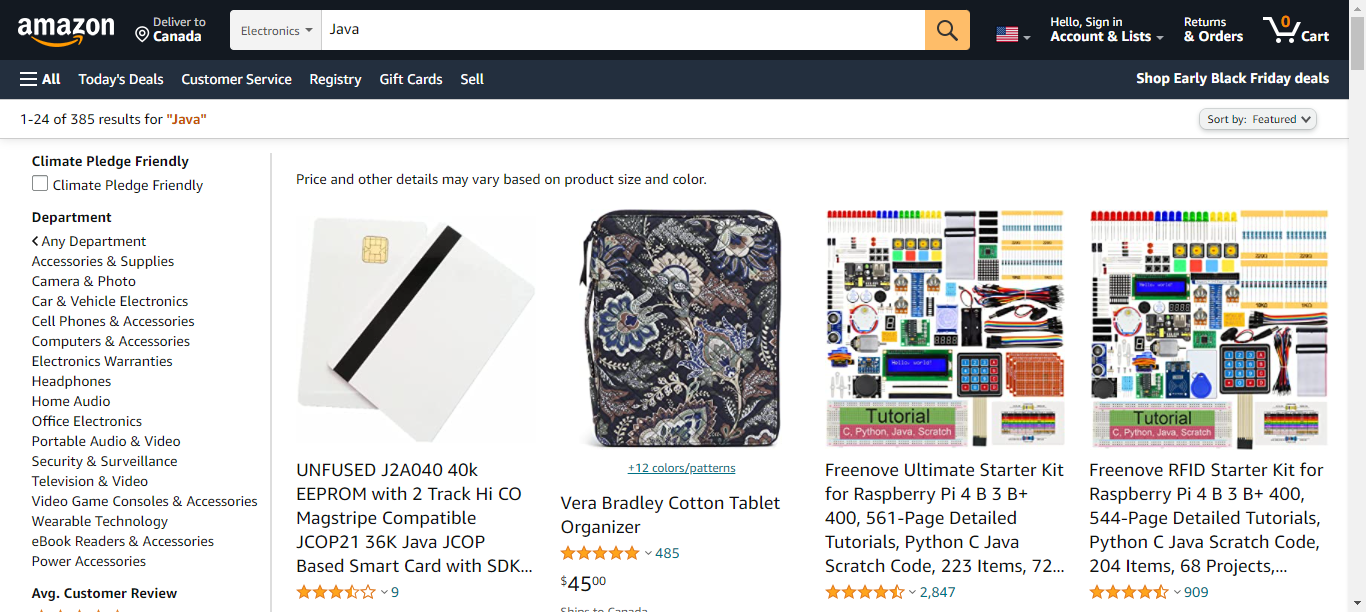 amazon
Deliver to
Canada
Electronics
Java
Hello, Sign in
Account & Lists
Returns
& Orders
0
Cart
All
Today's Deals
Customer Service
Registry
Gift Cards
Sell
Shop Early Black Friday deals
1-24 of 385 results for "Java"
Sort by: Featured
Climate Pledge Friendly
Climate Pledge Friendly
Department
Any Department
Accessories & Supplies
Camera & Photo
Car & Vehicle Electronics
Cell Phones & Accessories
Computers & Accessories
Electronics Warranties
Headphones
Home Audio
Office Electronics
Portable Audio & Video
Security & Surveillance
Television & Video
Video Game Consoles & Accessories
Wearable Technology
eBook Readers & Accessories
Power Accessories
Avg. Customer Review
Price and other details may vary based on product size and color.
UNFUSED J2A040 40k
EEPROM with 2 Track Hi CO
Magstripe Compatible
JCOP21 36K Java JCOP
Based Smart Card with SDK...
9
+12 colors/patterns
Vera Bradley Cotton Tablet
Organizer
485
$4500
Ships to Canada
Hello, world!
Tutorial
C, Python, Java, Scratch
Freenove Ultimate Starter Kit
for Raspberry Pi 4 B 3 B+
400, 561-Page Detailed
Tutorials, Python C Java
Scratch Code, 223 Items, 72...
2,847
Hello, world!
Tutorial
C, Python, Java, Scratch
Freenove RFID Starter Kit for
Raspberry Pi 4 B 3 B+ 400,
544-Page Detailed Tutorials,
Python C Java Scratch Code,
204 Items, 68 Projects,...
909